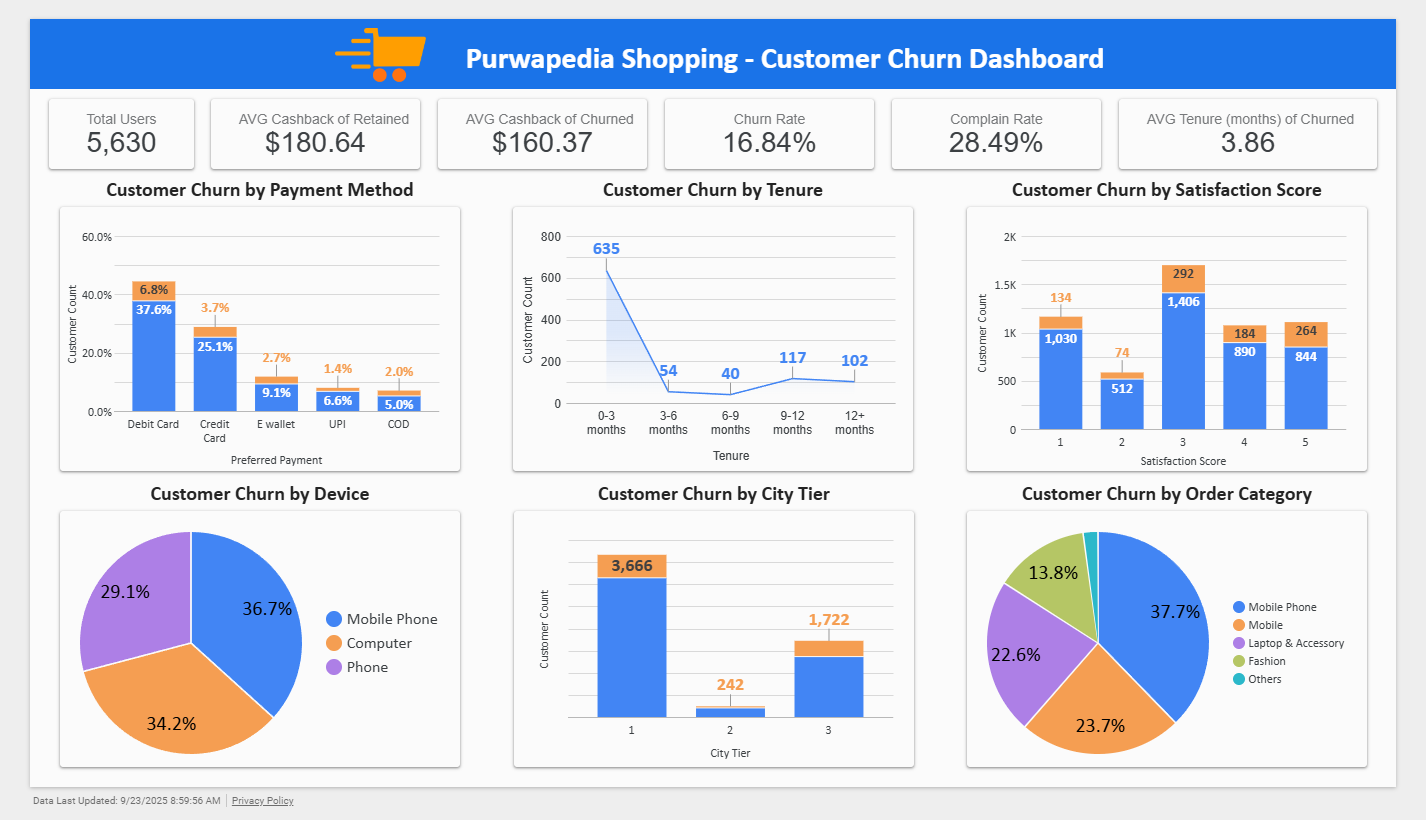 Purwapedia Shopping - Customer Churn Dashboard
Total Users
5,630
AVG Cashback of Retained
$180.64
AVG Cashback of Churned
$160.37
Churn Rate
16.84%
Complain Rate
28.49%
AVG Tenure (months) of Churned
3.86
Customer Churn by Payment Method
60.0%
40.0%
20.0%
0.0%
Customer Count
6.8%
37.6%
3.7%
25.1%
2.7%
9.1%
1.4%
6.6%
2.0%
5.0%
Debit Card
Credit
Card
E wallet
UPI
COD
Preferred Payment
Customer Churn by Tenure
800
600
400
200
0
Customer Count
635
54
40
117
102
0-3
months
3-6
months
6-9
months
9-12
months
12+
months
Tenure
Customer Churn by Satisfaction Score
2K
1.5K
1K
500
0
Customer Count
134
1,030
74
512
292
1,406
184
890
264
844
1
2
3
4
5
Satisfaction Score
Customer Churn by Device
29.1%
36.7%
34.2%
Mobile Phone
Computer
Phone
Customer Churn by City Tier
Customer Count
3,666
242
1,722
1
2
3
City Tier
Customer Churn by Order Category
13.8%
37.7%
22.6%
23.7%
Mobile Phone
Mobile
Laptop & Accessory
Fashion
Others
Data Last Updated: 9/23/2025 8:59:56 AM
Privacy Policy